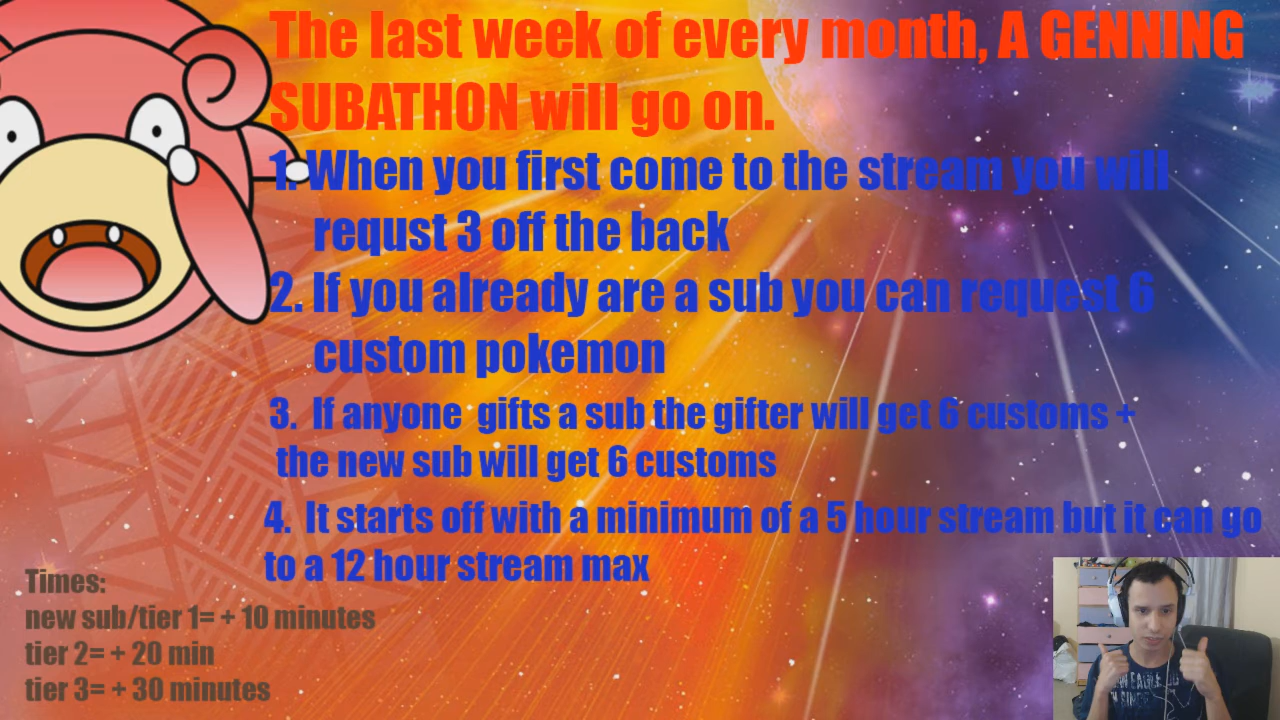 The last week of every month, A GENNING
SUBATHON will go on.
1. When you first come to the stream you will
requst 3 off the back
2. If you already are a sub you can request 6
custom pokemon
3. If anyone gifts a sub the gifter will get 6 customs +
the new sub will get 6 customs
4. It starts off with a minimum of a 5 hour stream but it can go
to a 12 hour stream max
Times:
new sub/tier 1= + 10 minutes
tier 2= + 20 min
tier 3= + 30 minutes